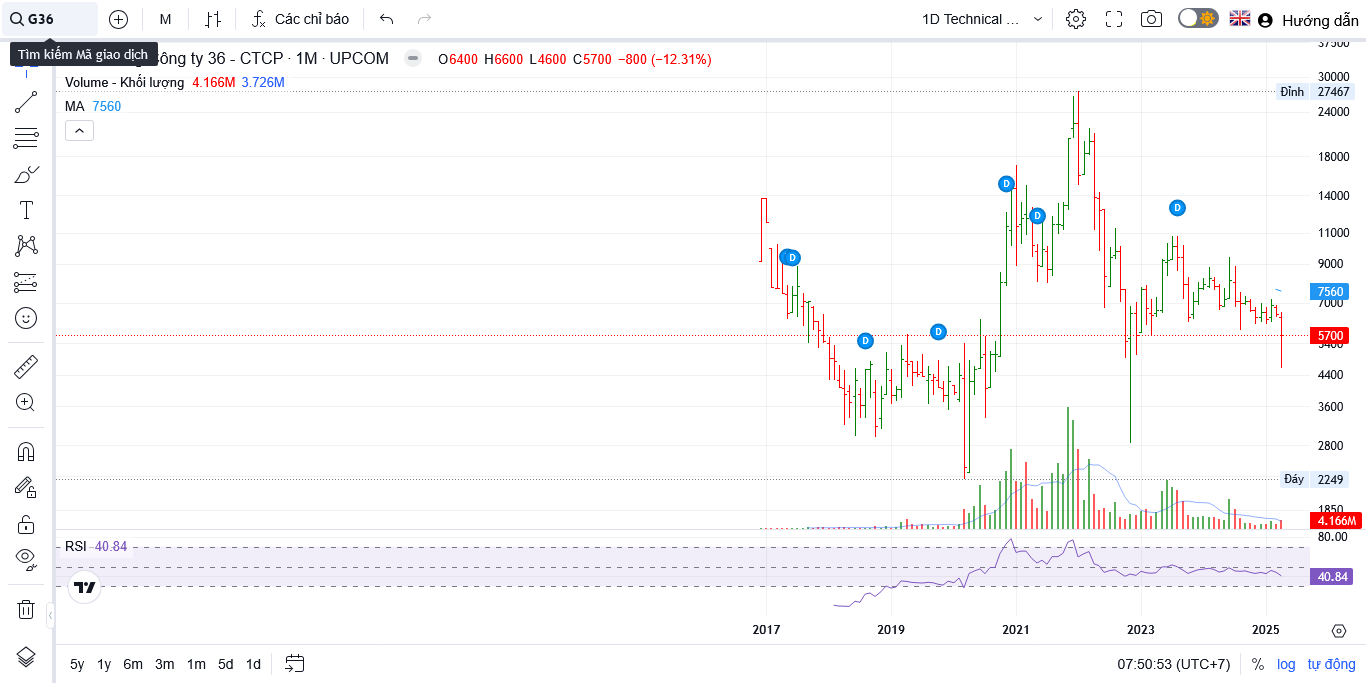 G36
M
Các chỉ báo
1D Technical ...
Hướng dẫn
Tìm kiếm Mã giao dịch
ông ty 36 - CTCP · 1M · UPCOM
O6400 H6600 L4600 C5700 −800 (−12.31%)
Volume - Khối lượng 4.166M 3.726M
MA 7560
37500
30000
Đỉnh 27467
24000
18000
14000
11000
9000
7560
7000
5700
5400
4400
3600
2800
Đáy 2249
1850
4.166M
D
D
D
D
D
D
RSI 40.84
80.00
40.84
2017 2019 2021 2023 2025
5y 1y 6m 3m 1m 5d 1d
07:50:53 (UTC+7) % log tự động